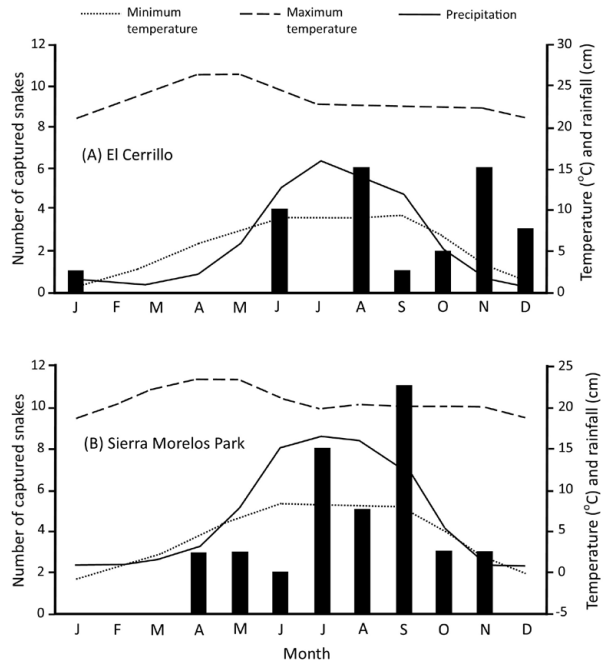 Minimum temperature
Maximum temperature
Precipitation
12
10
8
6
4
2
0
Number of captured snakes
(A) El Cerrillo
30
25
20
15
10
5
0
Temperature (°C) and rainfall (cm)
J F M A M J J A S O N D
12
10
8
6
4
2
0
Number of captured snakes
(B) Sierra Morelos Park
25
20
15
10
5
0
-5
Temperature (°C) and rainfall (cm)
J F M A M J J A S O N D
Month